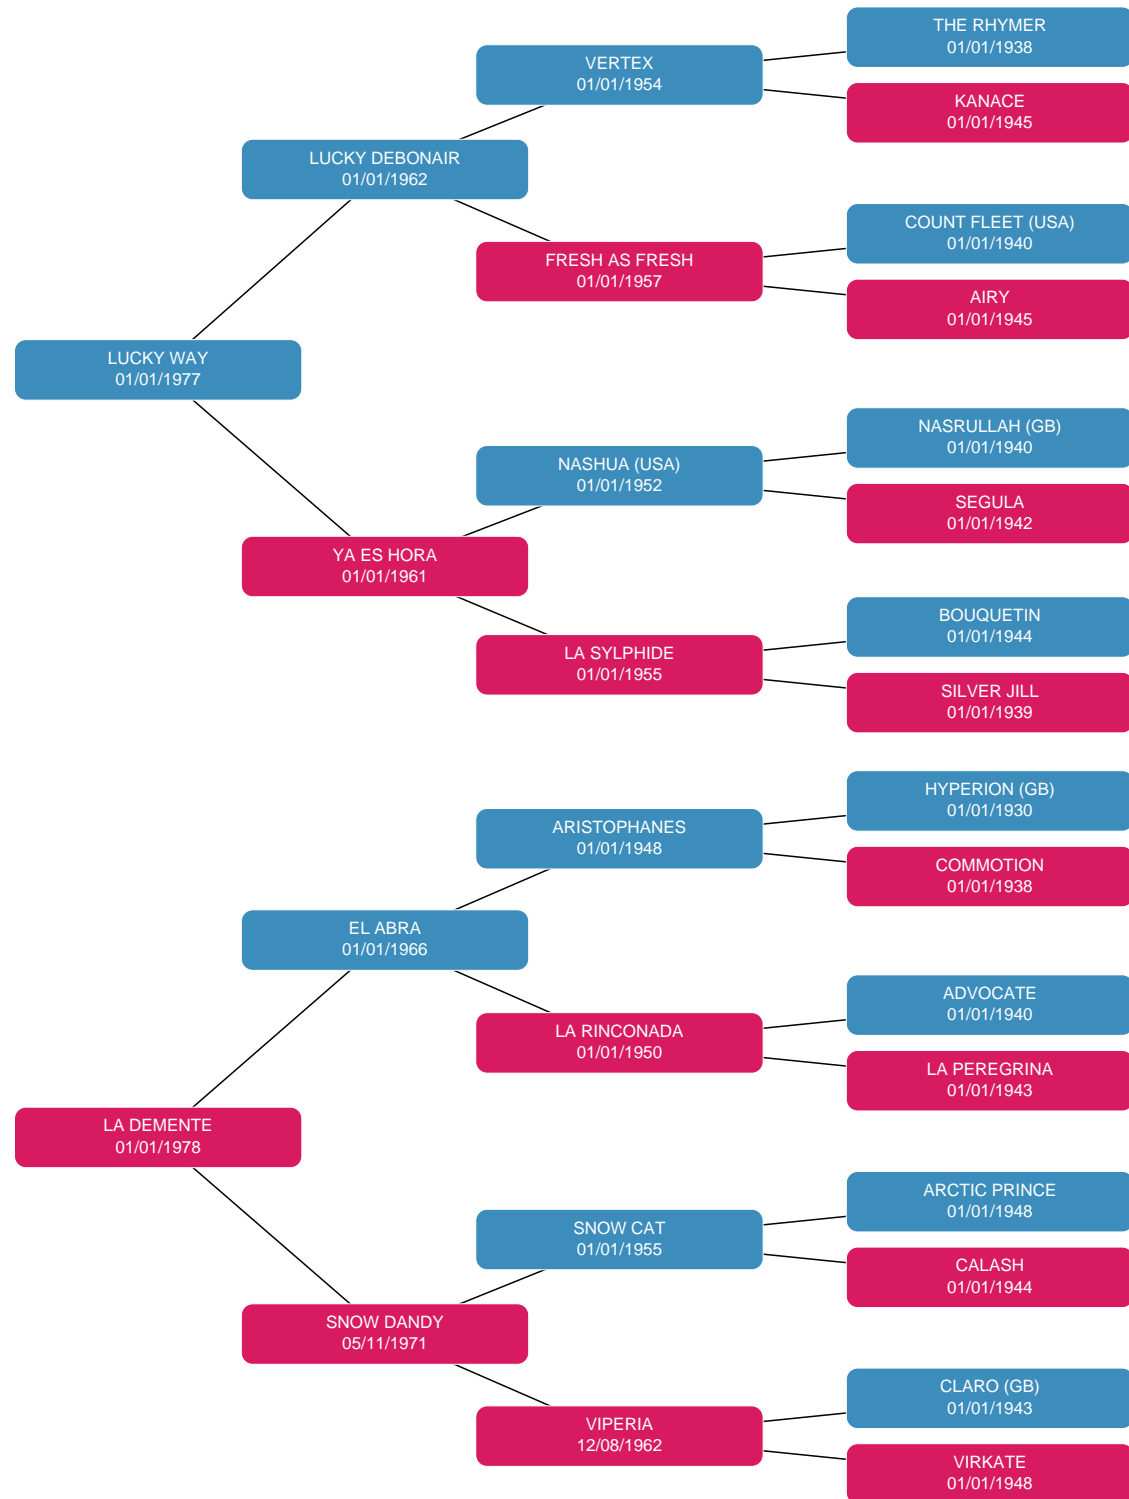 THE RHYMER
01/01/1938
VERTEX
01/01/1954
KANACE
01/01/1945
LUCKY DEBONAIR
01/01/1962
COUNT FLEET (USA)
01/01/1940
FRESH AS FRESH
01/01/1957
AIRY
01/01/1945
LUCKY WAY
01/01/1977
NASRULLAH (GB)
01/01/1940
NASHUA (USA)
01/01/1952
SEGULA
01/01/1942
YA ES HORA
01/01/1961
BOUQUETIN
01/01/1944
LA SYLPHIDE
01/01/1955
SILVER JILL
01/01/1939
HYPERION (GB)
01/01/1930
ARISTOPHANES
01/01/1948
COMMOTION
01/01/1938
EL ABRA
01/01/1966
ADVOCATE
01/01/1940
LA RINCONADA
01/01/1950
LA PEREGRINA
01/01/1943
LA DEMENTE
01/01/1978
ARCTIC PRINCE
01/01/1948
SNOW CAT
01/01/1955
CALASH
01/01/1944
SNOW DANDY
05/11/1971
CLARO (GB)
01/01/1943
VIPERIA
12/08/1962
VIRKATE
01/01/1948